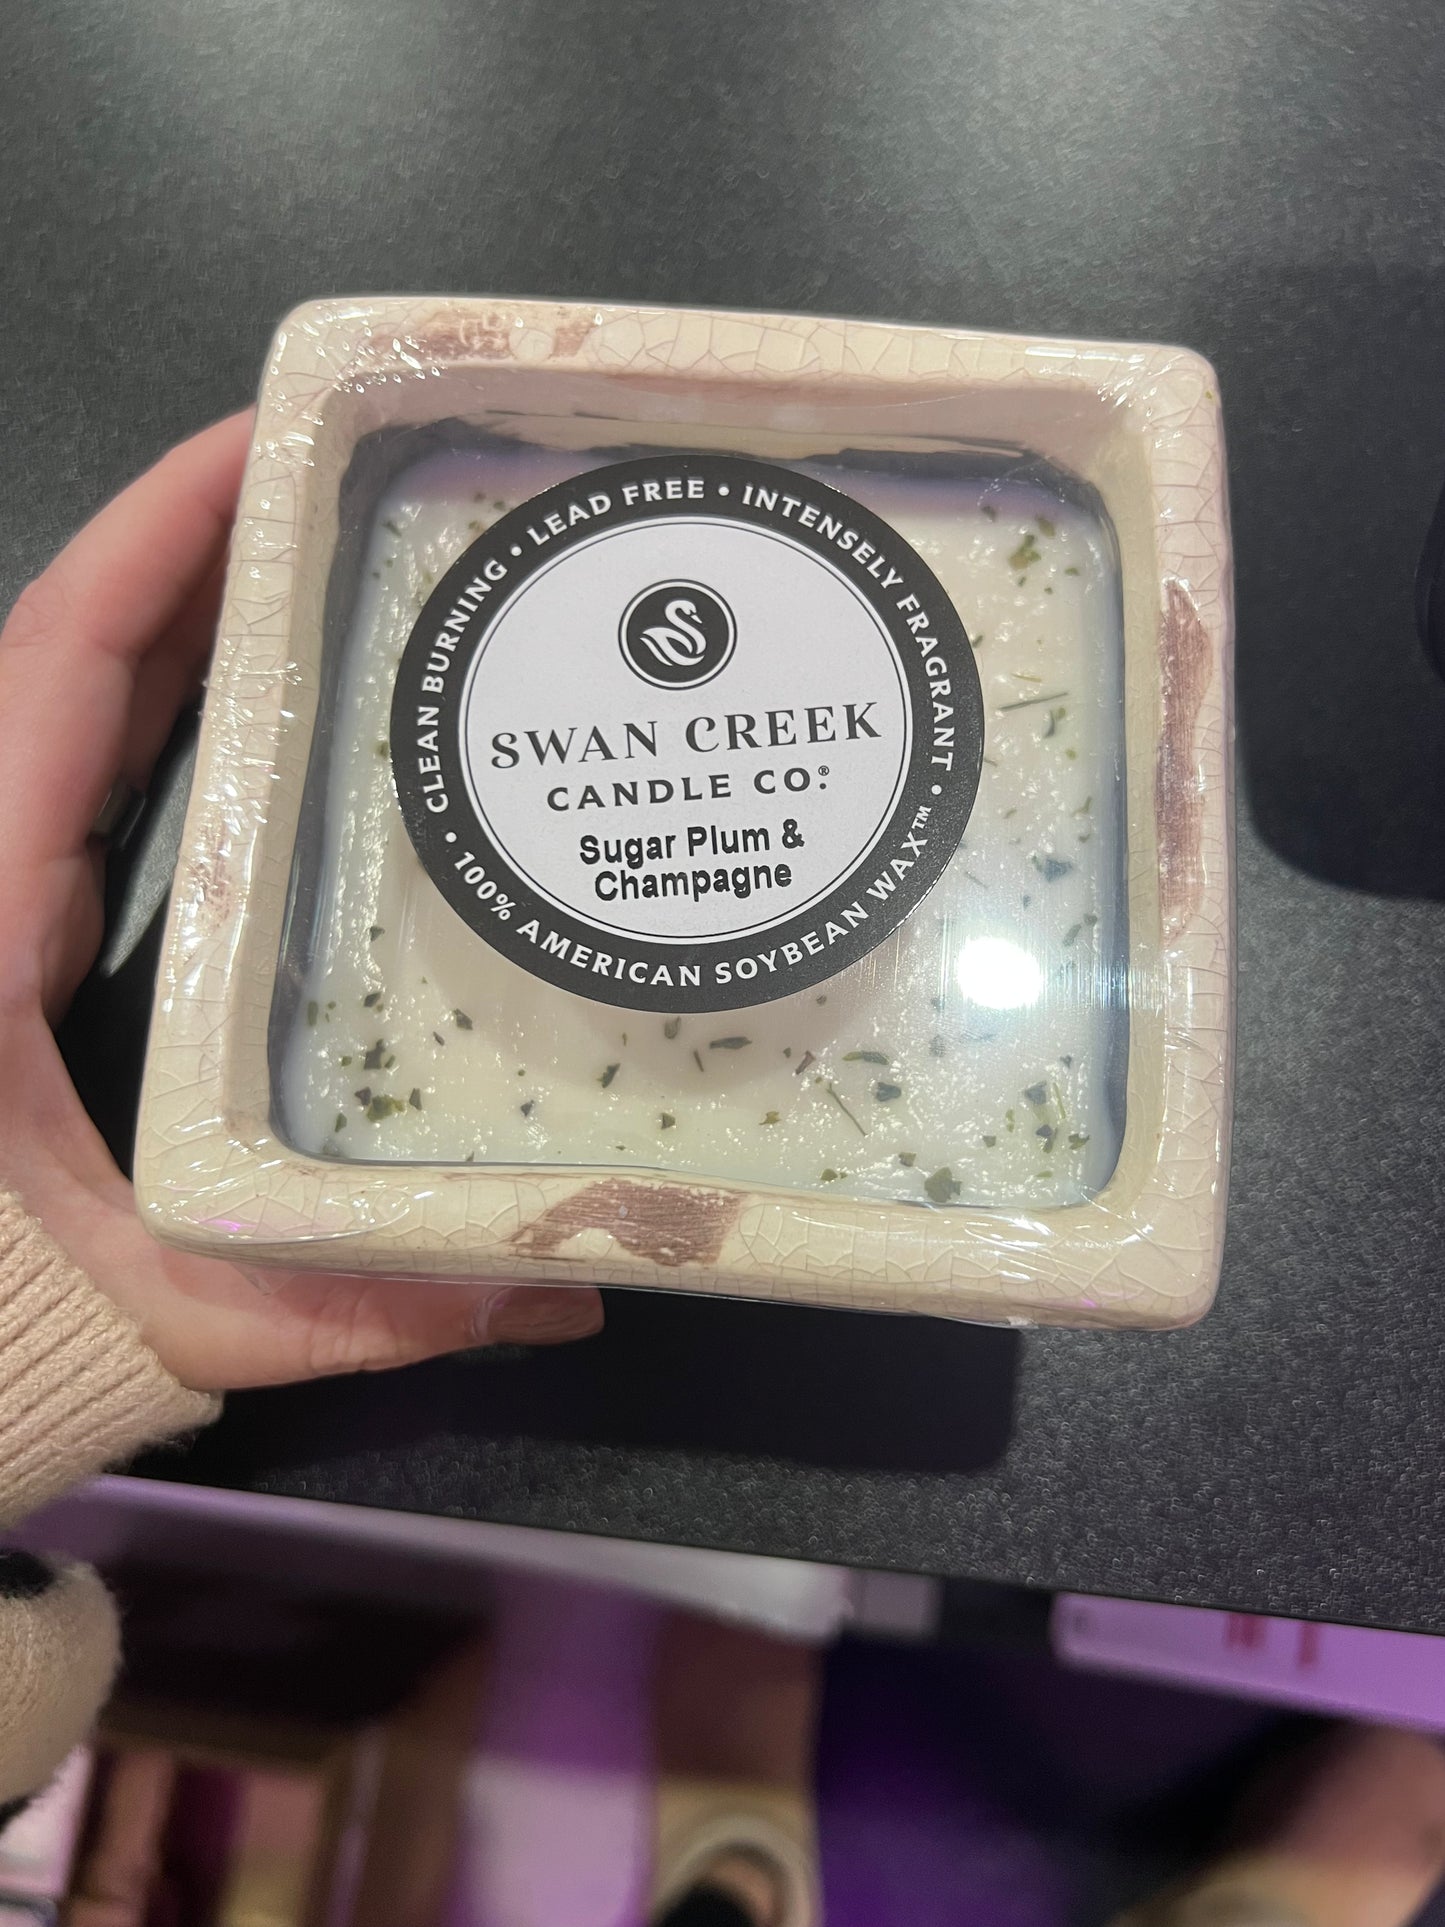 • CLEAN BURNING • LEAD FREE • INTENSELY FRAGRANT •
SWAN CREEK
CANDLE CO.®
Sugar Plum &
Champagne
100% AMERICAN SOYBEAN WAX™